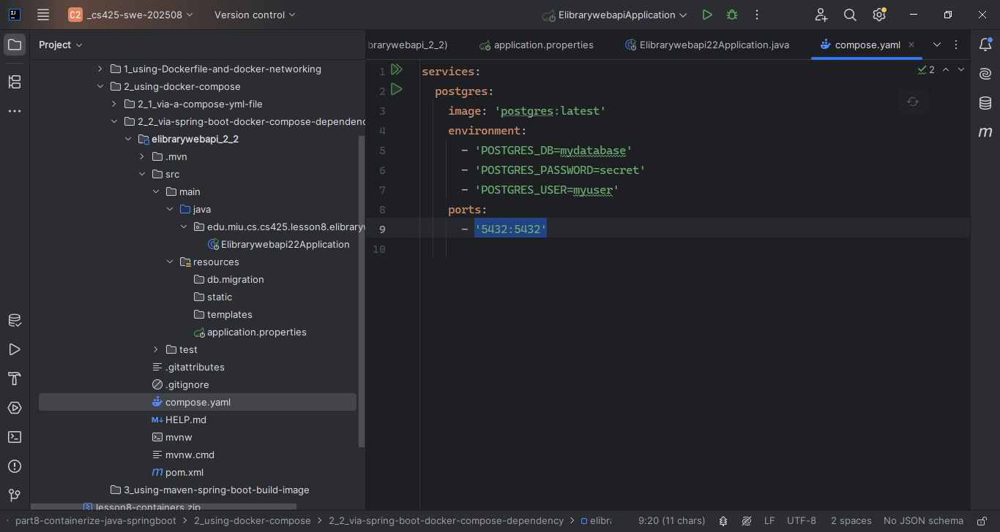 C2 _cs425-swe-202508 Version control ElibrarywebapiApplication
Project
brarywebapi_2_2) application.properties Elibrarywebapi22Application.java compose.yaml
1_using-Dockerfile-and-docker-networking
2_using-docker-compose
2_1_via-a-compose-yml-file
2_2_via-spring-boot-docker-compose-dependenc
elibrarywebapi_2_2
.mvn
src
main
java
edu.miu.cs.cs425.lesson8.elibraryw
Elibrarywebapi22Application
resources
db.migration
static
templates
application.properties
test
.gitattributes
.gitignore
compose.yaml
M↓ HELP.md
mvnw
mvnw.cmd
m pom.xml
3_using-maven-spring-boot-build-image
lesson8-containers.zip
1 services:
2 postgres:
3 image: 'postgres:latest'
4 environment:
5 - 'POSTGRES_DB=mydatabase'
6 - 'POSTGRES_PASSWORD=secret'
7 - 'POSTGRES_USER=myuser'
8 ports:
9 - '5432:5432'
10
2
m
part8-containerize-java-springboot > 2_using-docker-compose > 2_2_via-spring-boot-docker-compose-dependency > elibra 9:20 (11 chars) LF UTF-8 2 spaces No JSON schema